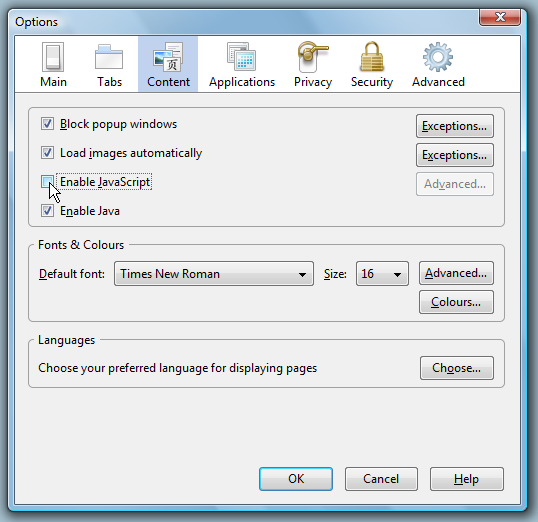 Options
Main Tabs Content Applications Privacy Security Advanced
页
Block popup windows Exceptions...
Load images automatically Exceptions...
Enable JavaScript Advanced...
Enable Java
Fonts & Colours
Default font: Times New Roman Size: 16 Advanced...
Colours...
Languages
Choose your preferred language for displaying pages Choose...
OK Cancel Help